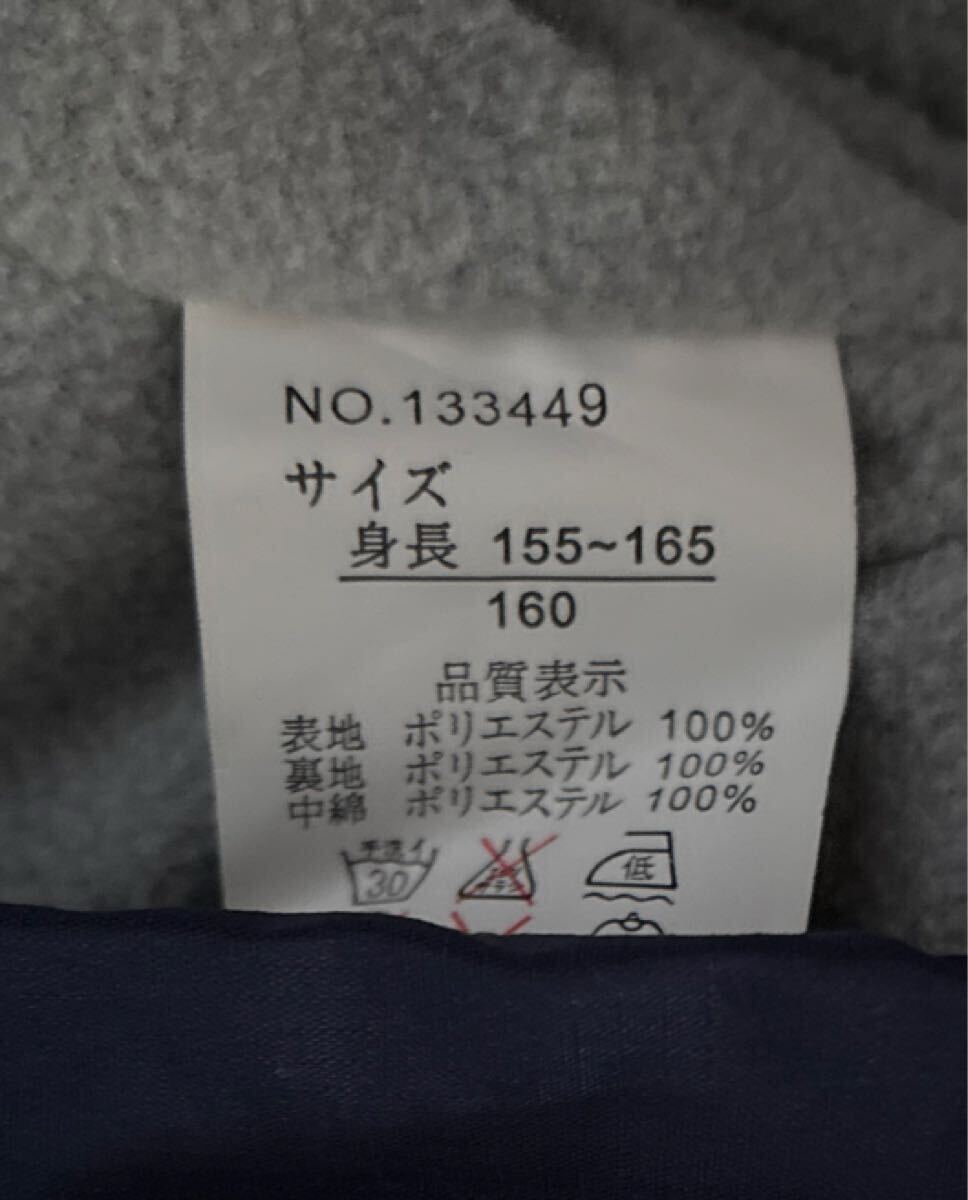 NO.133449
サイズ
身長 155~165
160
品質表示
表地 ポリエステル 100%
裏地 ポリエステル 100%
中綿 ポリエステル 100%
手洗イ
30
低